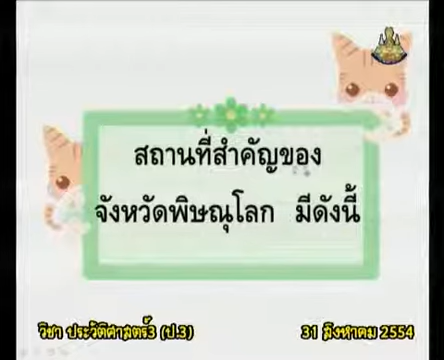 สถานที่สำคัญของ
จังหวัดพิษณุโลก มีดังนี้
วิชา ประวัติศาสตร์3 (ป.3)
31 สิงหาคม 2554